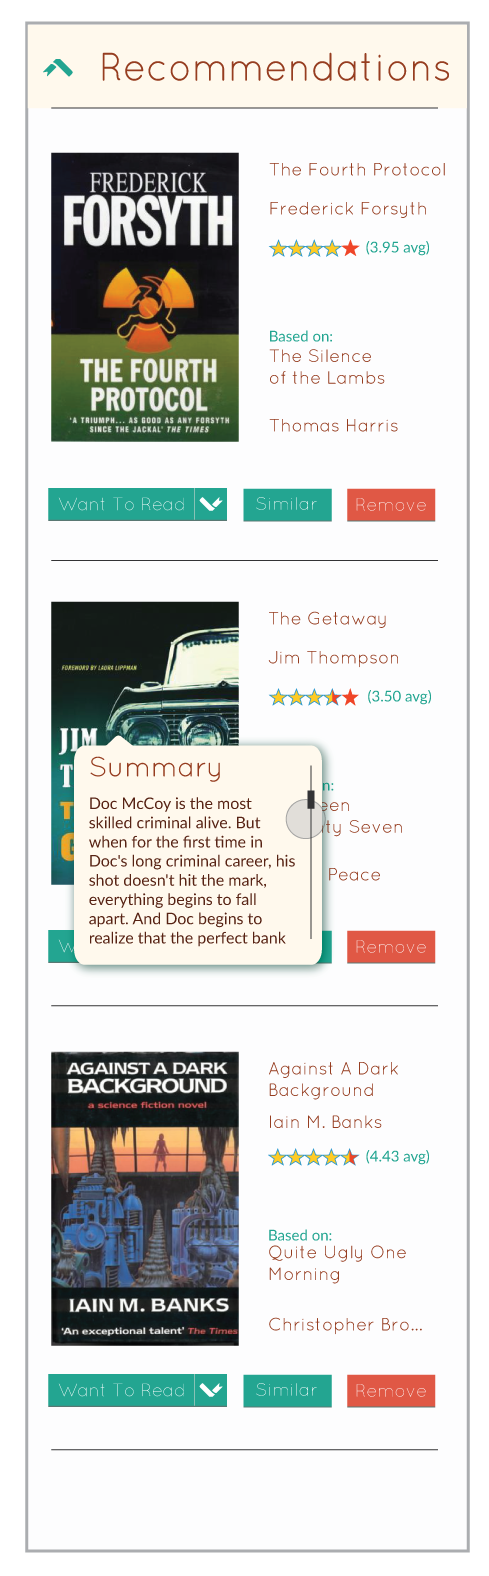 Recommendations
FREDERICK
FORSYTH
THE FOURTH
PROTOCOL
'A TRIUMPH... AS GOOD AS ANY FORSYTH
SINCE THE JACKAL' THE TIMES
The Fourth Protocol
Frederick Forsyth
(3.95 avg)
Based on:
The Silence
of the Lambs
Thomas Harris
Want To Read
Similar
Remove
FOREWORD BY LAURA LIPPMAN
JIM
T
T
G
The Getaway
Jim Thompson
(3.50 avg)
n:
een
ty Seven
Peace
Summary
Doc McCoy is the most
skilled criminal alive. But
when for the first time in
Doc's long criminal career, his
shot doesn't hit the mark,
everything begins to fall
apart. And Doc begins to
realize that the perfect bank
W
Remove
AGAINST A DARK
BACKGROUND
a science fiction novel
IAIN M. BANKS
'An exceptional talent' The Times
Against A Dark
Background
Iain M. Banks
(4.43 avg)
Based on:
Quite Ugly One
Morning
Christopher Bro...
Want To Read
Similar
Remove